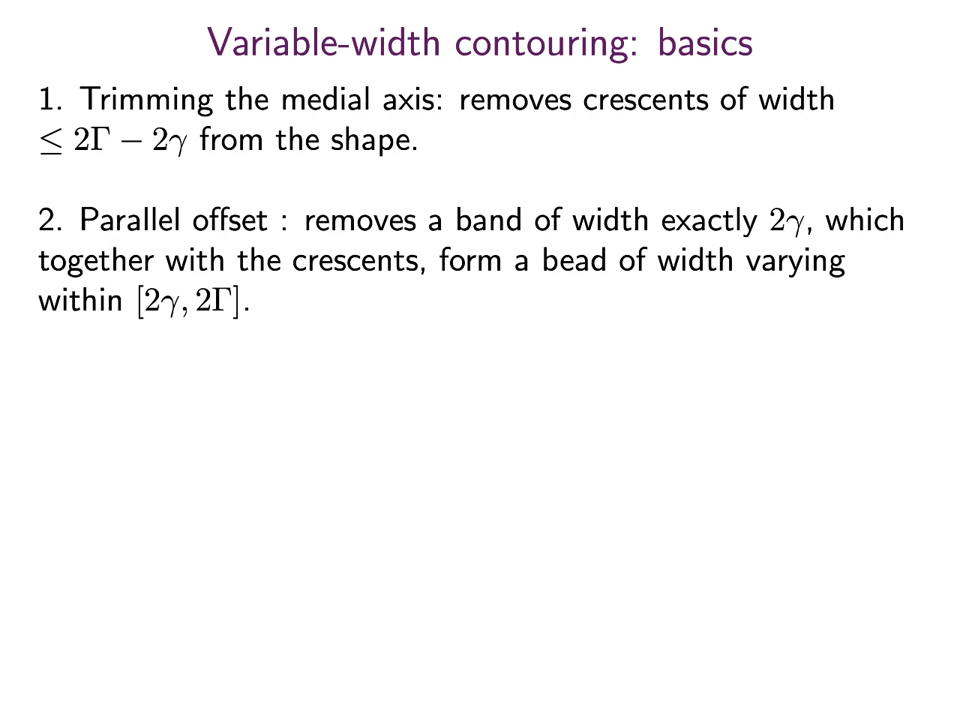 Variable-width contouring: basics
1. Trimming the medial axis: removes crescents of width
≤ 2Γ − 2γ from the shape.
2. Parallel offset : removes a band of width exactly 2γ, which
together with the crescents, form a bead of width varying
within [2γ, 2Γ].